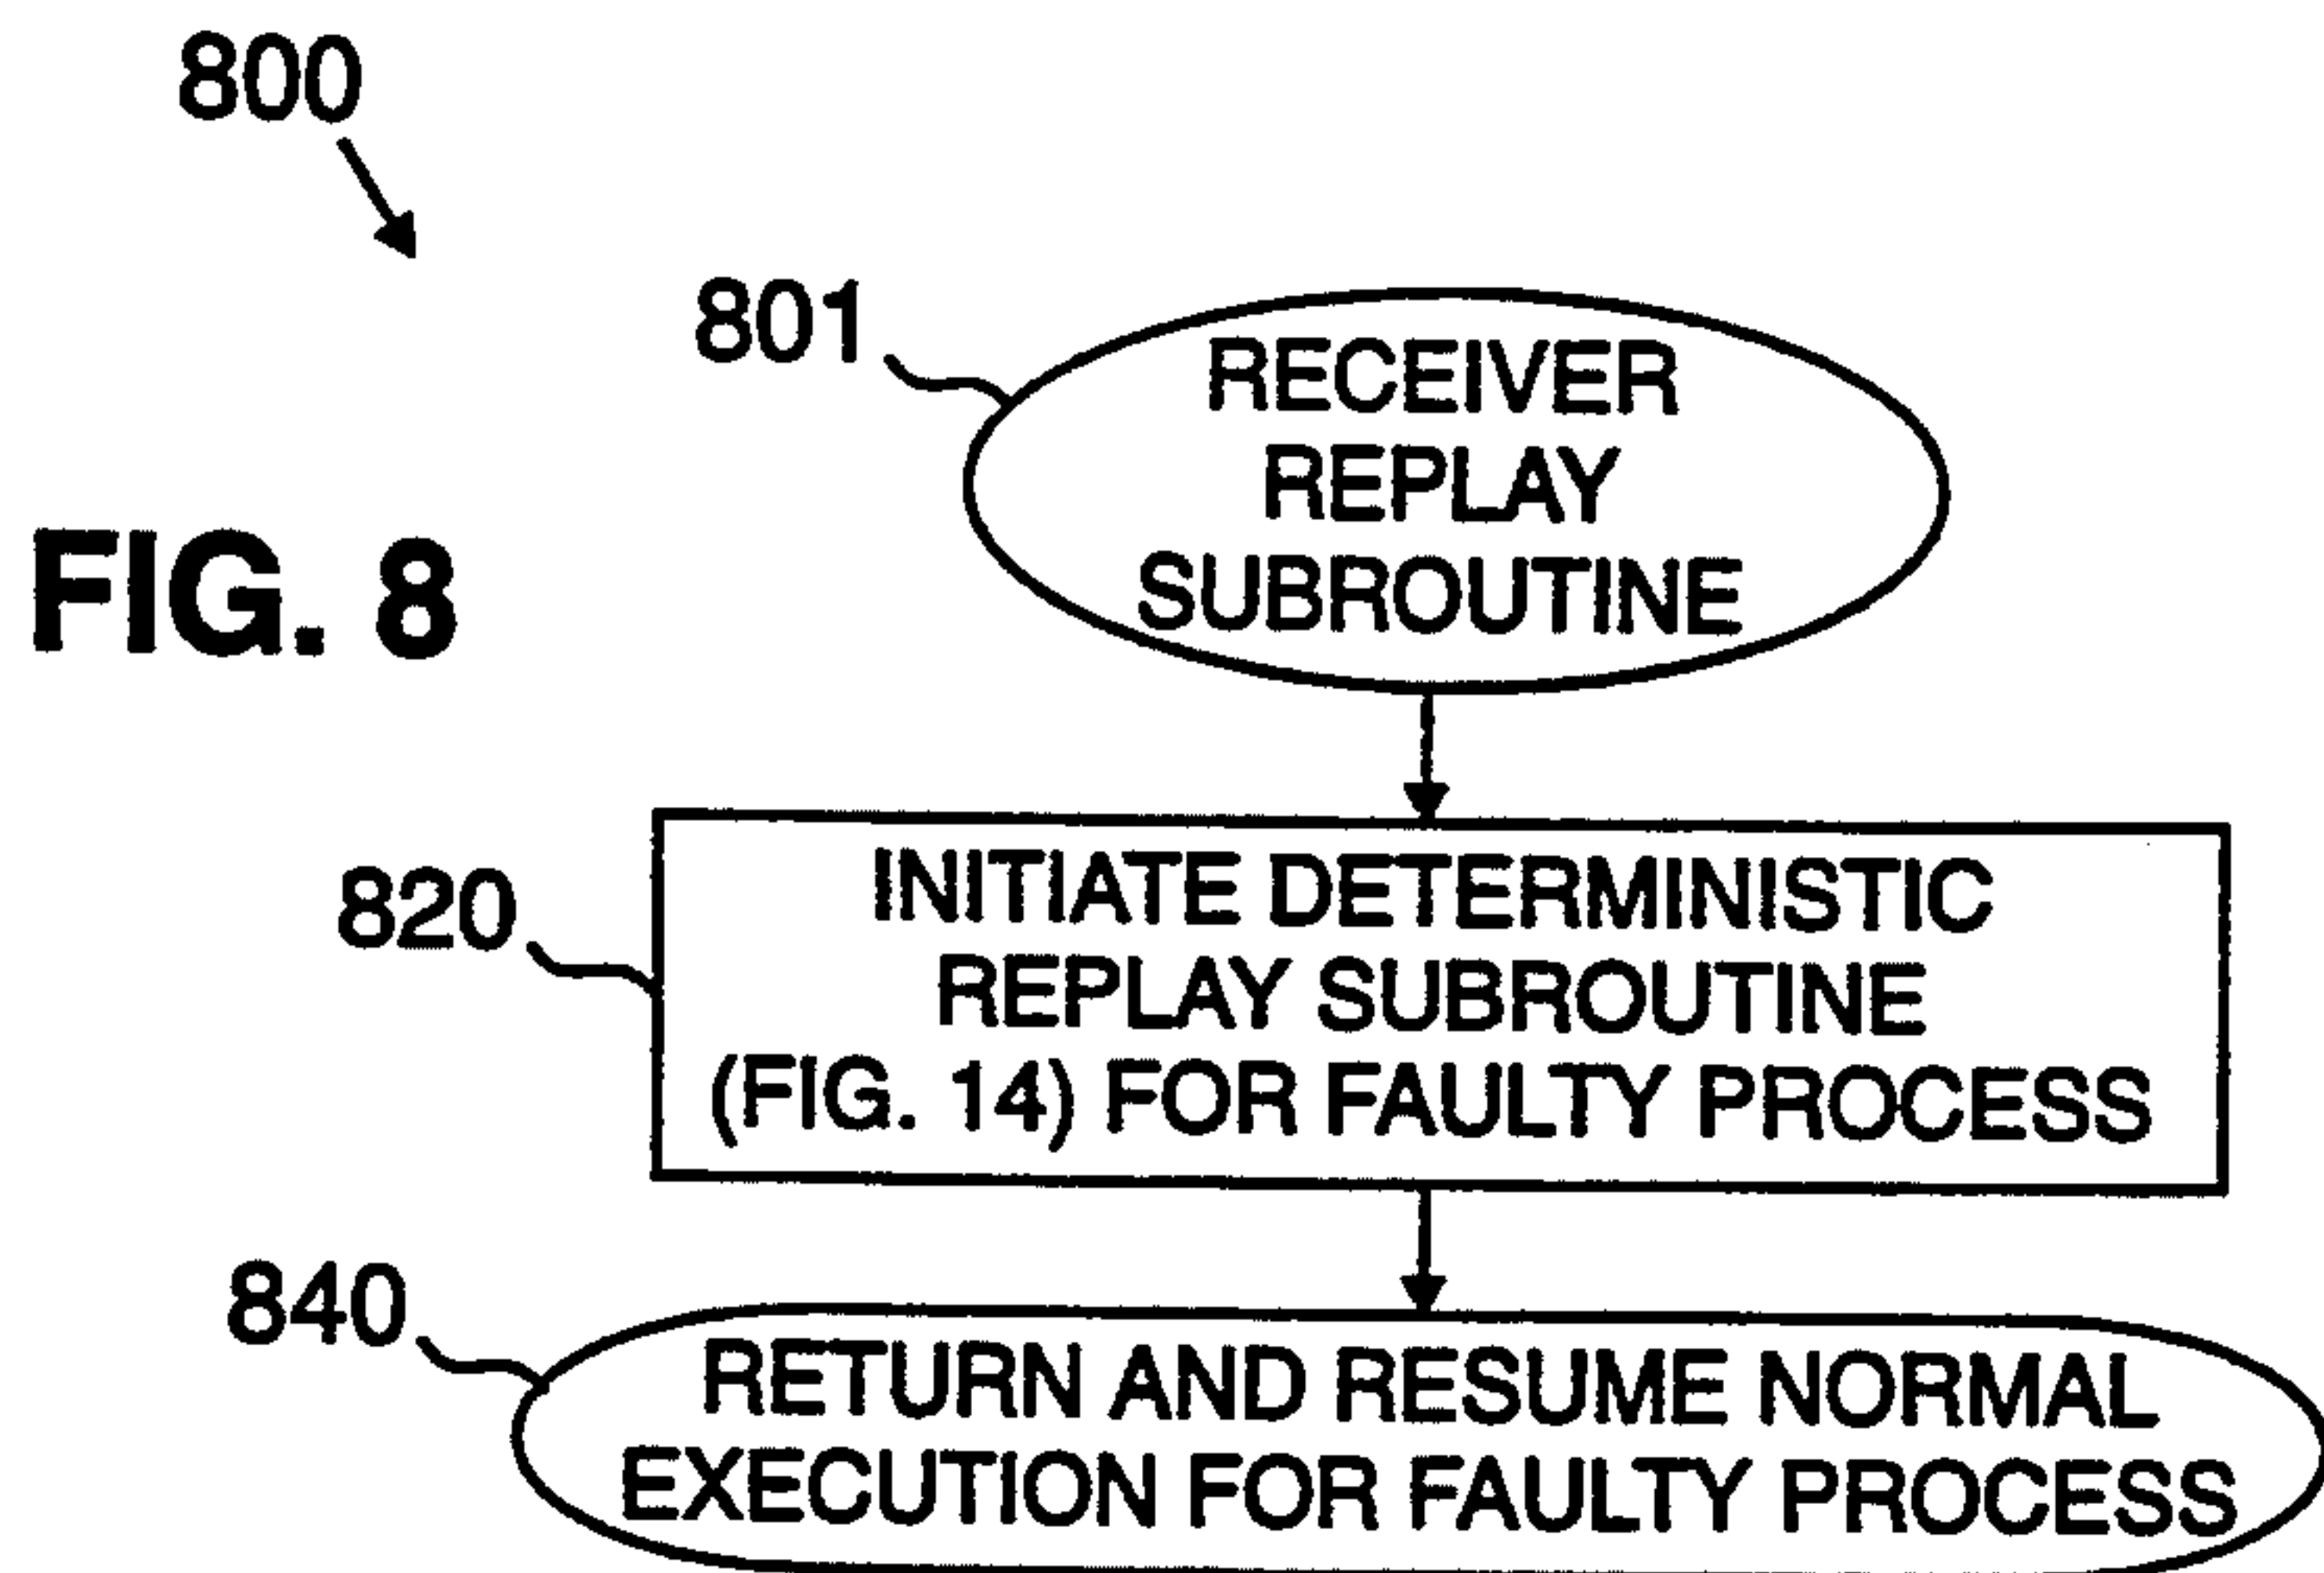 800
801
RECEIVER
REPLAY
SUBROUTINE
FIG. 8
820
INITIATE DETERMINISTIC
REPLAY SUBROUTINE
(FIG. 14) FOR FAULTY PROCESS
840
RETURN AND RESUME NORMAL
EXECUTION FOR FAULTY PROCESS